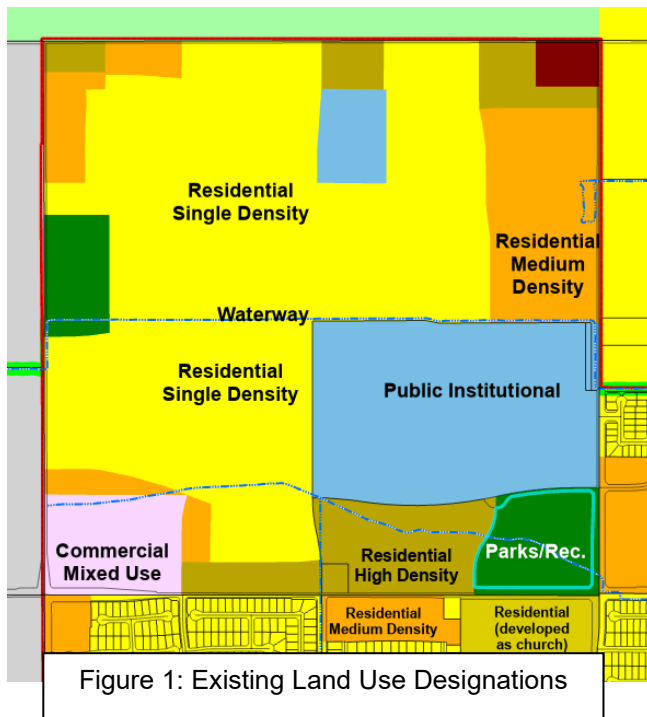 Residential
Single Density
Residential
Medium
Density
Waterway
Residential
Single Density
Public Institutional
Commercial
Mixed Use
Residential
High Density
Parks/Rec.
Residential
Medium Density
Residential
(developed
as church)
Figure 1: Existing Land Use Designations